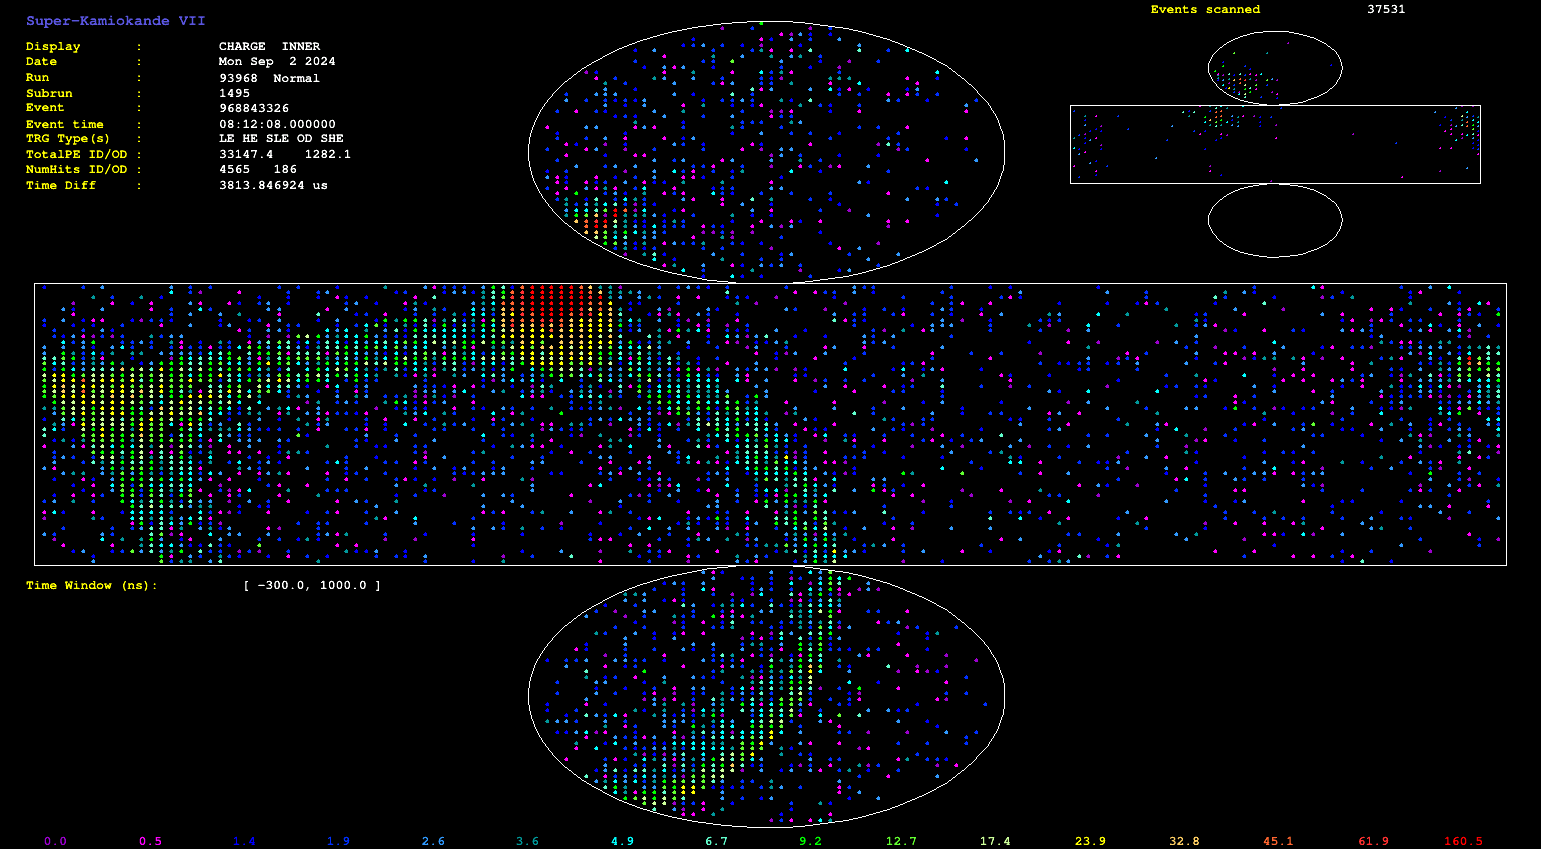 Super-Kamiokande VII
Events scanned 37531
Display : CHARGE INNER
Date : Mon Sep 2 2024
Run : 93968 Normal
Subrun : 1495
Event : 968843326
Event time : 08:12:08.000000
TRG Type(s) : LE HE SLE OD SHE
TotalPE ID/OD : 33147.4 1282.1
NumHits ID/OD : 4565 186
Time Diff : 3813.846924 us
Time Window (ns): [ -300.0, 1000.0 ]
0.0 0.5 1.4 1.9 2.6 3.6 4.9 6.7 9.2 12.7 17.4 23.9 32.8 45.1 61.9 160.5